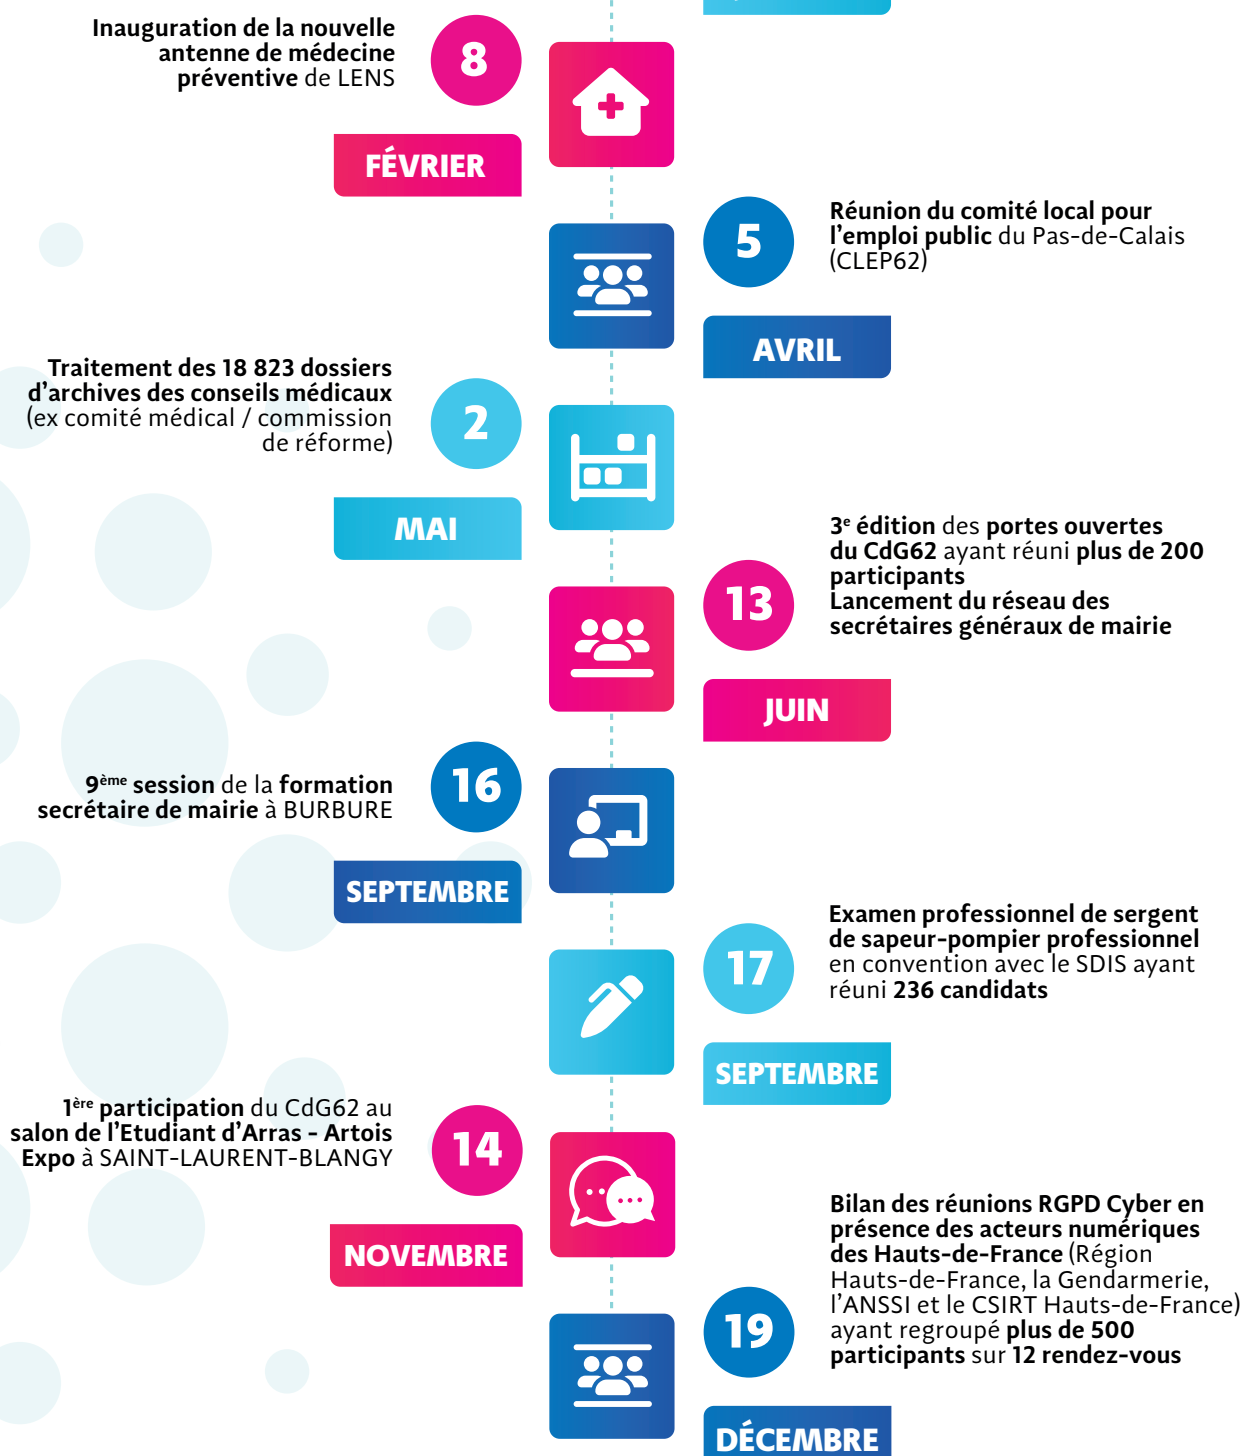 Inauguration de la nouvelle
antenne de médecine
préventive de LENS
8
FÉVRIER
5
Réunion du comité local pour
l'emploi public du Pas-de-Calais
(CLEP62)
AVRIL
Traitement des 18 823 dossiers
d'archives des conseils médicaux
(ex comité médical / commission
de réforme)
2
MAI
3e édition des portes ouvertes
du CdG62 ayant réuni plus de 200
participants
Lancement du réseau des
secrétaires généraux de mairie
13
JUIN
9ème session de la formation
secrétaire de mairie à BURBURE
16
SEPTEMBRE
Examen professionnel de sergent
de sapeur-pompier professionnel
en convention avec le SDIS ayant
réuni 236 candidats
17
SEPTEMBRE
1ère participation du CdG62 au
salon de l'Etudiant d'Arras - Artois
Expo à SAINT-LAURENT-BLANGY
14
NOVEMBRE
Bilan des réunions RGPD Cyber en
présence des acteurs numériques
des Hauts-de-France (Région
Hauts-de-France, la Gendarmerie,
l'ANSSI et le CSIRT Hauts-de-France)
ayant regroupé plus de 500
participants sur 12 rendez-vous
19
DÉCEMBRE